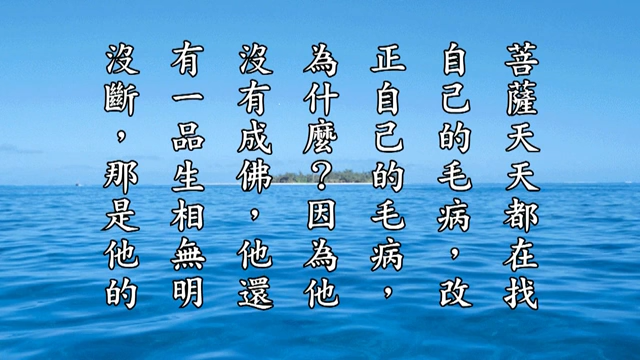 菩薩天天都在找
自己的毛病，改
正自己的毛病，
為什麼？因為他
沒有成佛，他還
有一品生相無明
沒斷，那是他的